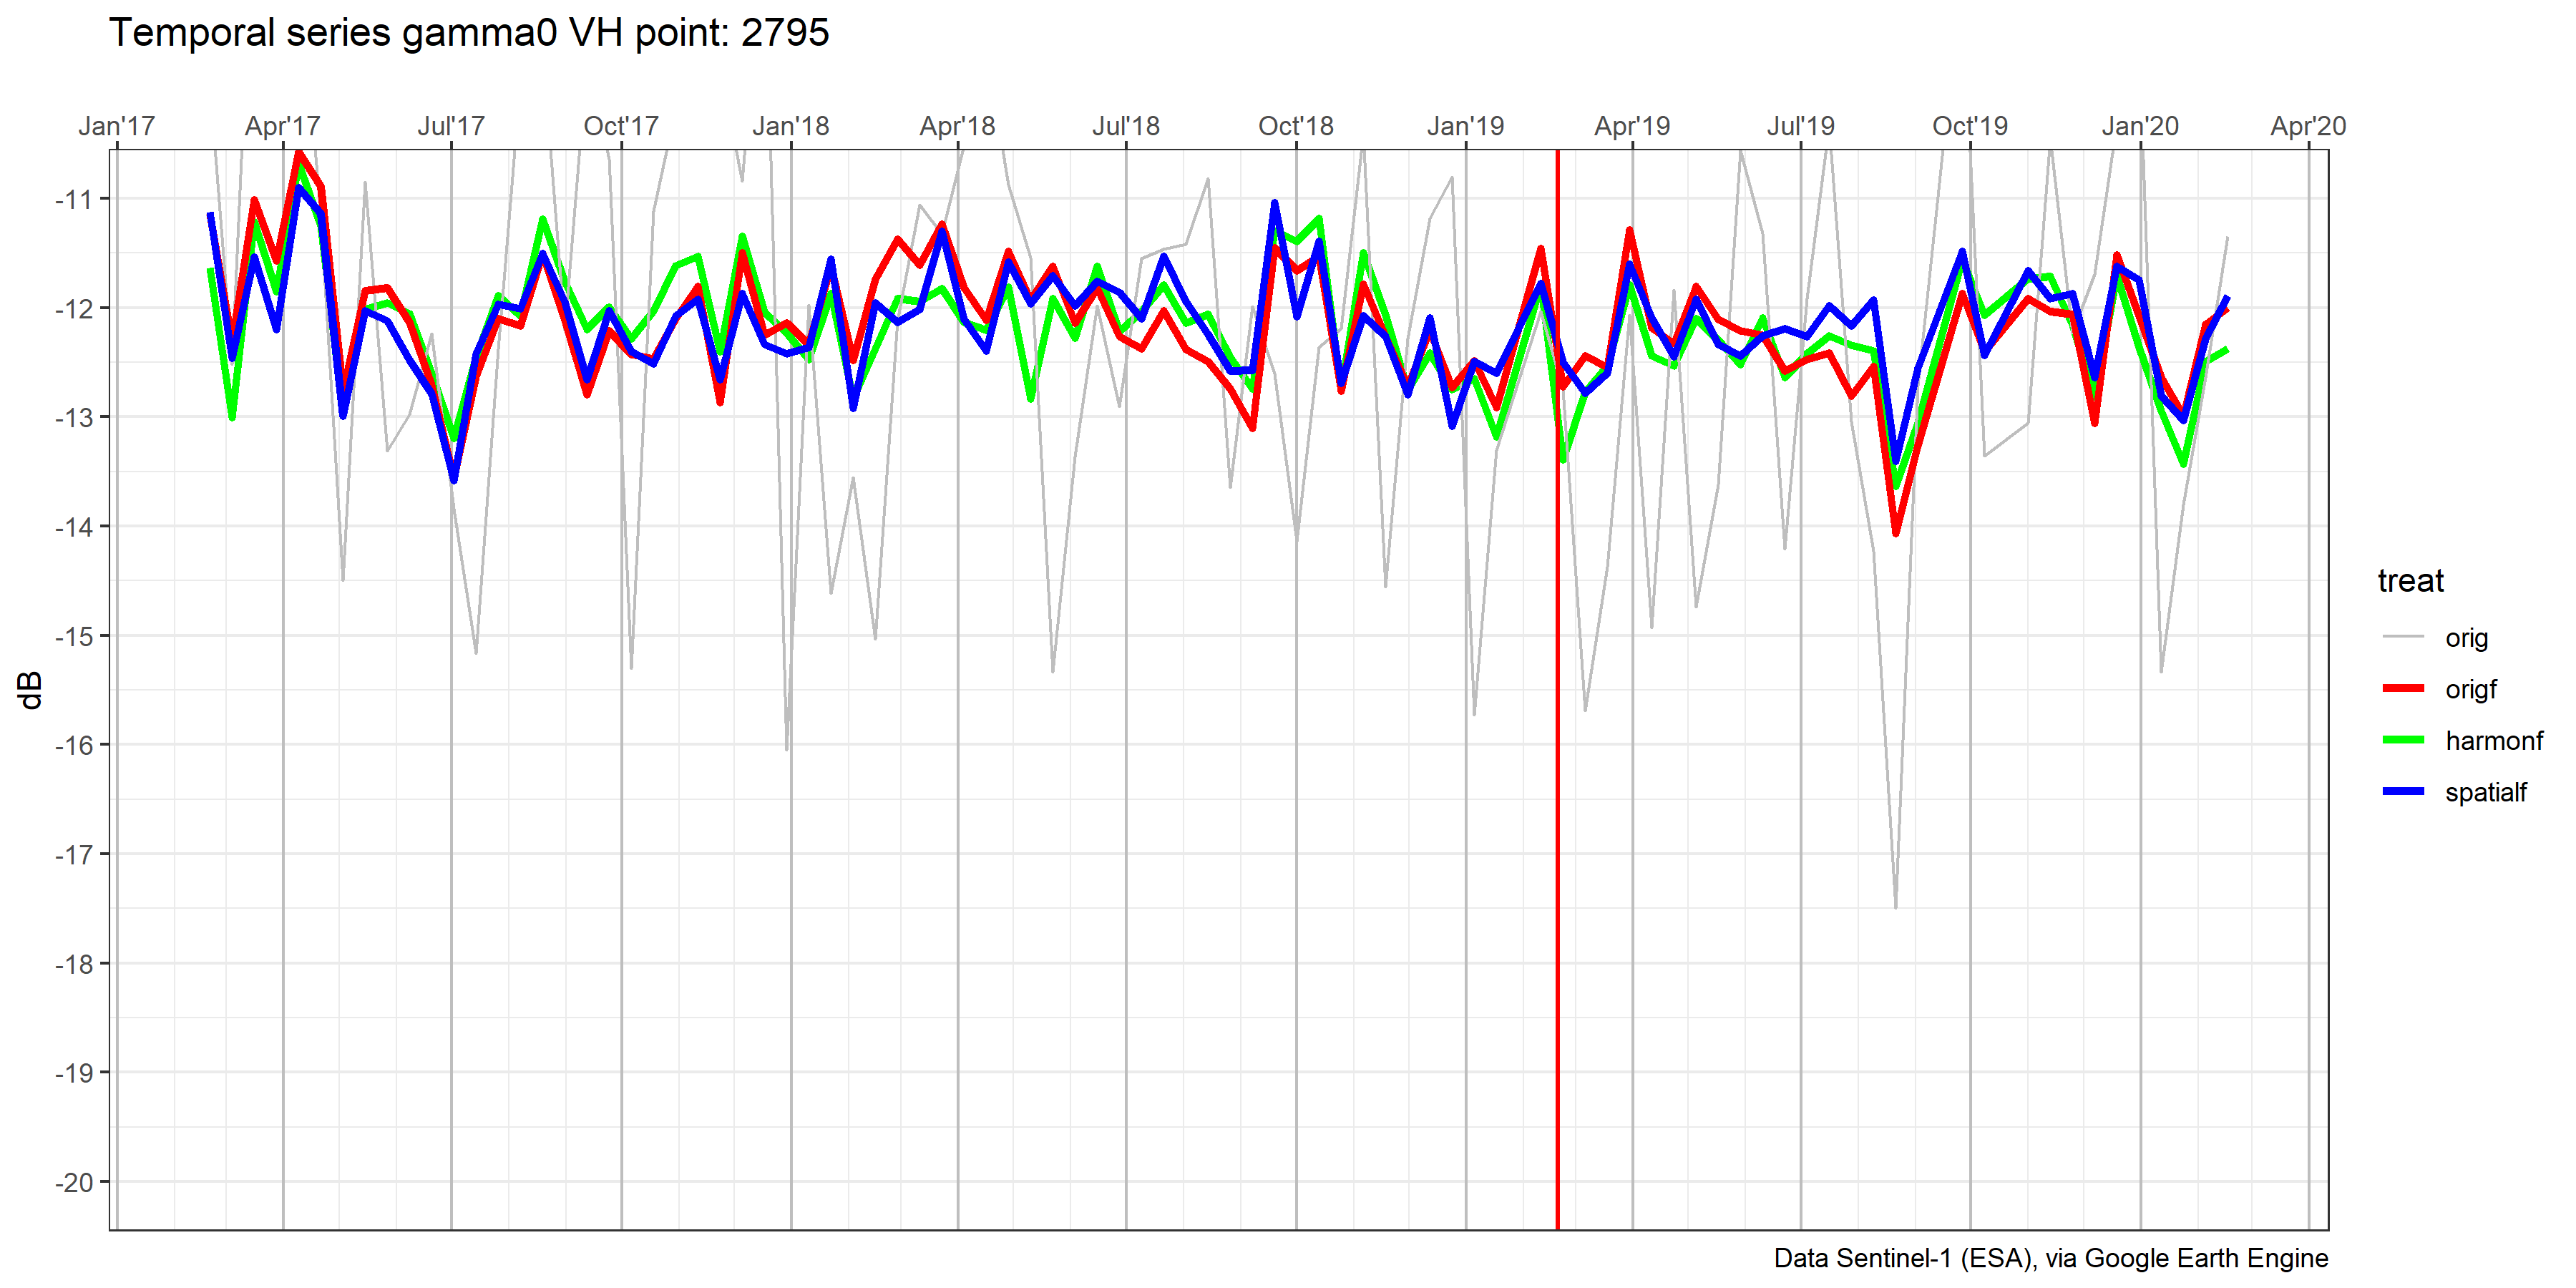 Temporal series gamma0 VH point: 2795
Jan'17 Apr'17 Jul'17 Oct'17 Jan'18 Apr'18 Jul'18 Oct'18 Jan'19 Apr'19 Jul'19 Oct'19 Jan'20 Apr'20
-11
-12
-13
-14
-15
-16
-17
-18
-19
-20
dB
treat
orig
origf
harmonf
spatialf
Data Sentinel-1 (ESA), via Google Earth Engine